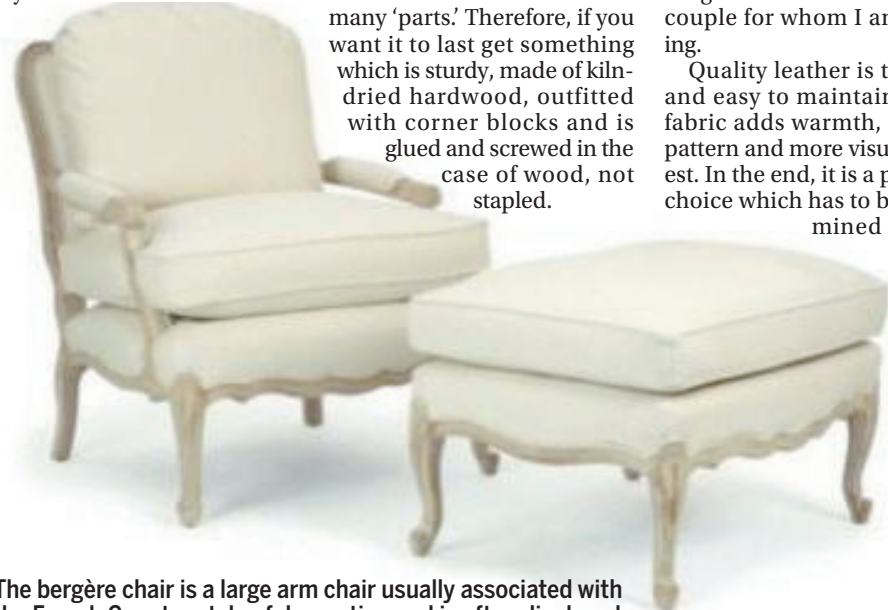 many ‘parts.’ Therefore, if you
want it to last get something
which is sturdy, made of kiln-
dried hardwood, outfitted
with corner blocks and is
glued and screwed in the
case of wood, not
stapled.
couple for whom I
ing.
Quality leather is
and easy to
fabric adds warmth,
pattern and more
est. In the end, it is a
choice which has to
mined
The bergère chair is a large arm chair usually associated with